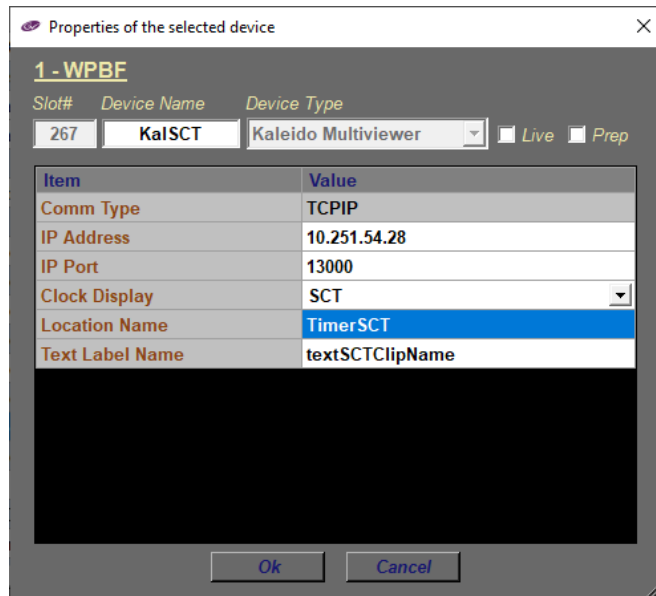 Properties of the selected device
1 - WPBF
Slot# Device Name Device Type
267 KalSCT Kaleido Multiviewer Live Prep
Item Value
Comm Type TCPIP
IP Address 10.251.54.28
IP Port 13000
Clock Display SCT
Location Name TimerSCT
Text Label Name textSCTClipName
Ok Cancel